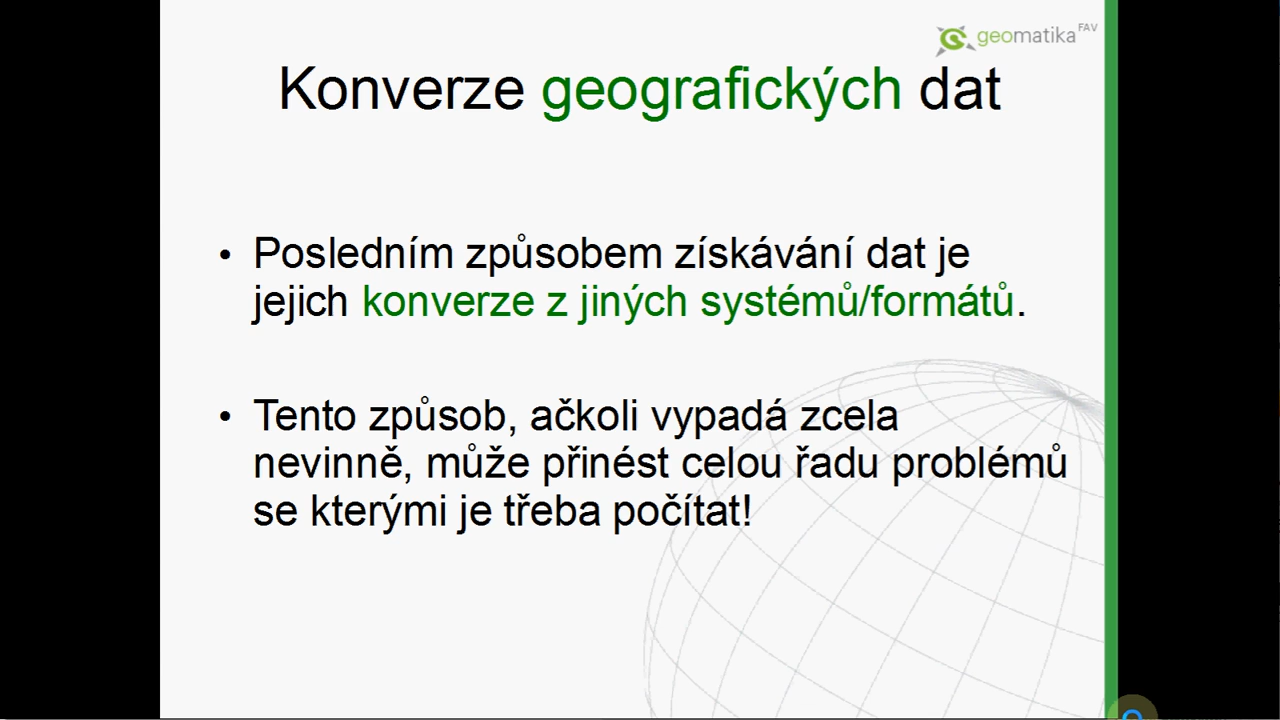 geomatika FAV
Konverze geografických dat
• Posledním způsobem získávání dat je
jejich konverze z jiných systémů/formátů.
• Tento způsob, ačkoli vypadá zcela
nevinně, může přinést celou řadu problémů
se kterými je třeba počítat!